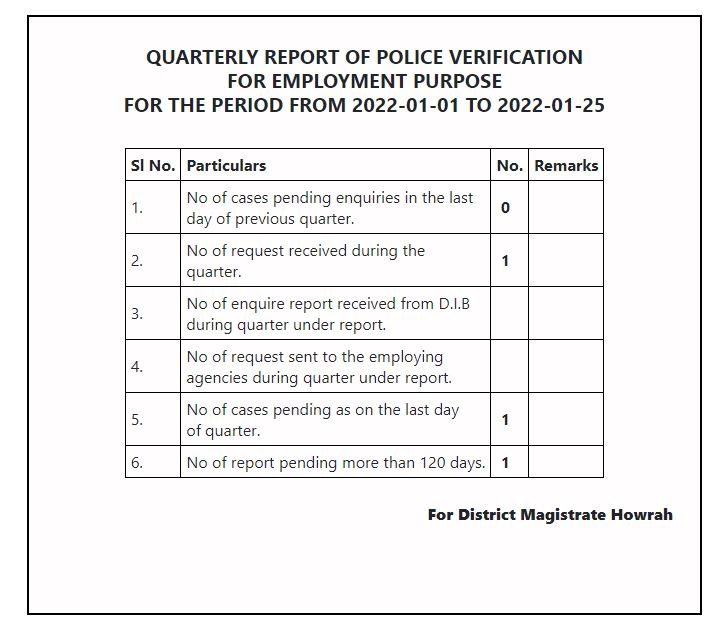 QUARTERLY REPORT OF POLICE VERIFICATION
FOR EMPLOYMENT PURPOSE
FOR THE PERIOD FROM 2022-01-01 TO 2022-01-25
Sl No. Particulars No. Remarks
1. No of cases pending enquiries in the last day of previous quarter. 0
2. No of request received during the quarter. 1
3. No of enquire report received from D.I.B during quarter under report.
4. No of request sent to the employing agencies during quarter under report.
5. No of cases pending as on the last day of quarter. 1
6. No of report pending more than 120 days. 1
For District Magistrate Howrah